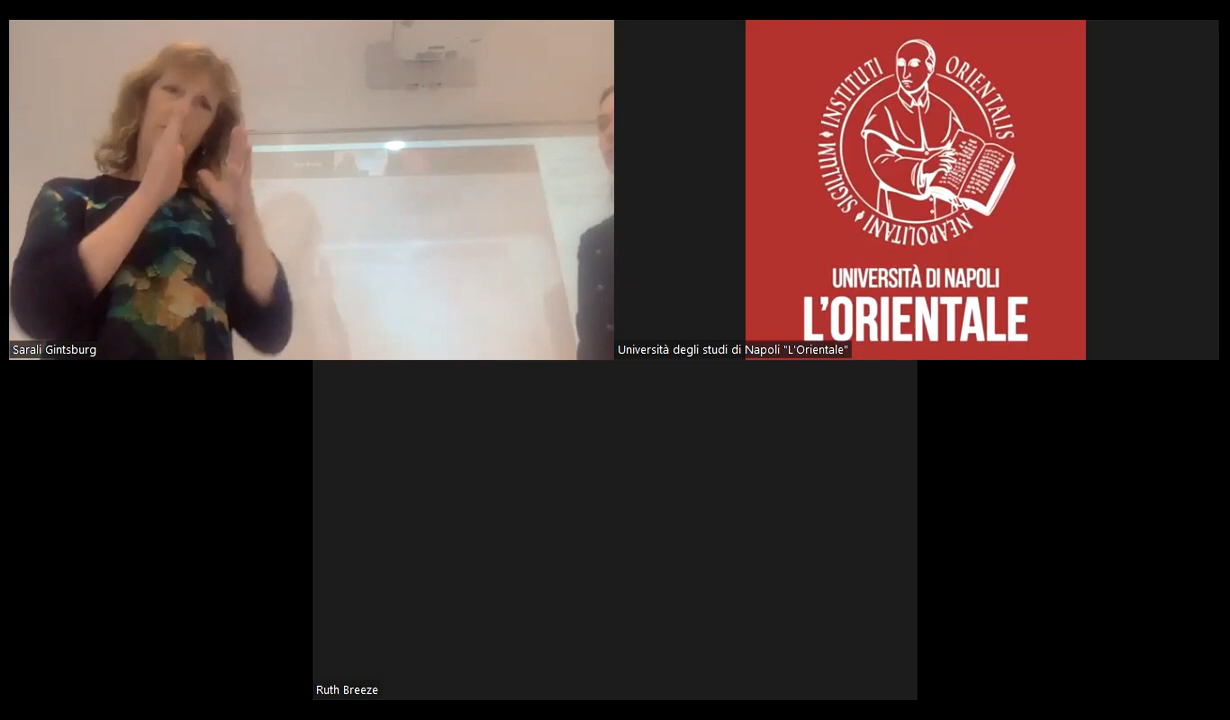 SIGILLUM INSTITUTI ORIENTALIS NEAPOLITANI
UNIVERSITÀ DI NAPOLI
L'ORIENTALE
Sarali Gintsburg
Università degli studi di Napoli "L'Orientale"
Ruth Breeze